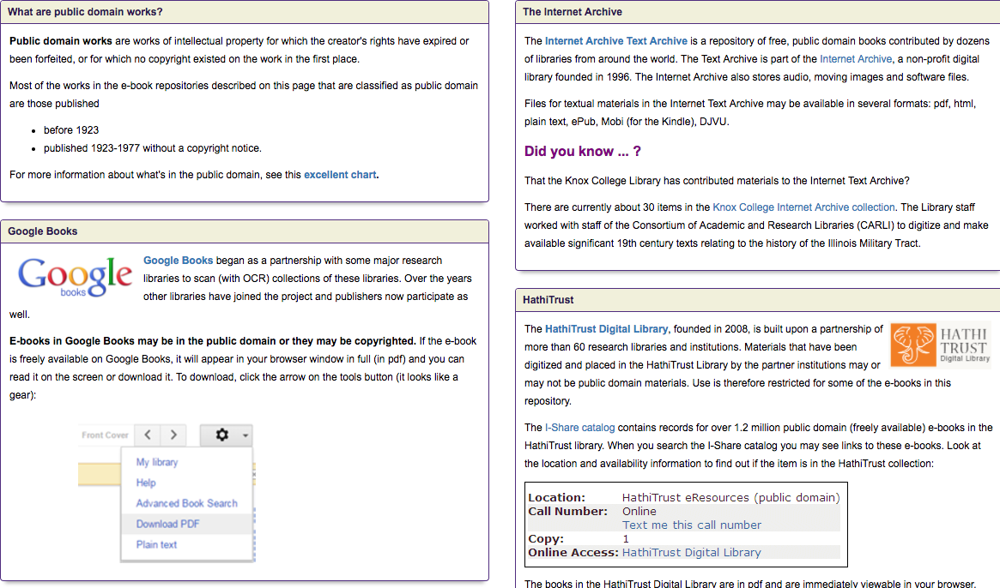 What are public domain works?
Public domain works are works of intellectual property for which the creator's rights have expired or
been forfeited, or for which no copyright existed on the work in the first place.
Most of the works in the e-book repositories described on this page that are classified as public domain
are those published
• before 1923
• published 1923-1977 without a copyright notice.
For more information about what's in the public domain, see this excellent chart.
Google Books
Google
books
Google Books began as a partnership with some major research
libraries to scan (with OCR) collections of these libraries. Over the years
other libraries have joined the project and publishers now participate as
well.
E-books in Google Books may be in the public domain or they may be copyrighted. If the e-book
is freely available on Google Books, it will appear in your browser window in full (in pdf) and you can
read it on the screen or download it. To download, click the arrow on the tools button (it looks like a
gear):
Front Cover
My library
Help
Advanced Book Search
Download PDF
Plain text
The Internet Archive
The Internet Archive Text Archive is a repository of free, public domain books contributed by dozens
of libraries from around the world. The Text Archive is part of the Internet Archive, a non-profit digital
library founded in 1996. The Internet Archive also stores audio, moving images and software files.
Files for textual materials in the Internet Text Archive may be available in several formats: pdf, html,
plain text, ePub, Mobi (for the Kindle), DJVU.
Did you know ... ?
That the Knox College Library has contributed materials to the Internet Text Archive?
There are currently about 30 items in the Knox College Internet Archive collection. The Library staff
worked with staff of the Consortium of Academic and Research Libraries (CARLI) to digitize and make
available significant 19th century texts relating to the history of the Illinois Military Tract.
HathiTrust
The HathiTrust Digital Library, founded in 2008, is built upon a partnership of
more than 60 research libraries and institutions. Materials that have been
digitized and placed in the HathiTrust Library by the partner institutions may or
may not be public domain materials. Use is therefore restricted for some of the e-books in this
repository.
HATHI
TRUST
Digital Library
The I-Share catalog contains records for over 1.2 million public domain (freely available) e-books in the
HathiTrust library. When you search the I-Share catalog you may see links to these e-books. Look at
the location and availability information to find out if the item is in the HathiTrust collection:
Location: HathiTrust eResources (public domain)
Call Number: Online
Text me this call number
Copy: 1
Online Access: HathiTrust Digital Library
The books in the HathiTrust Digital Library are in pdf and are immediately viewable in your browser.